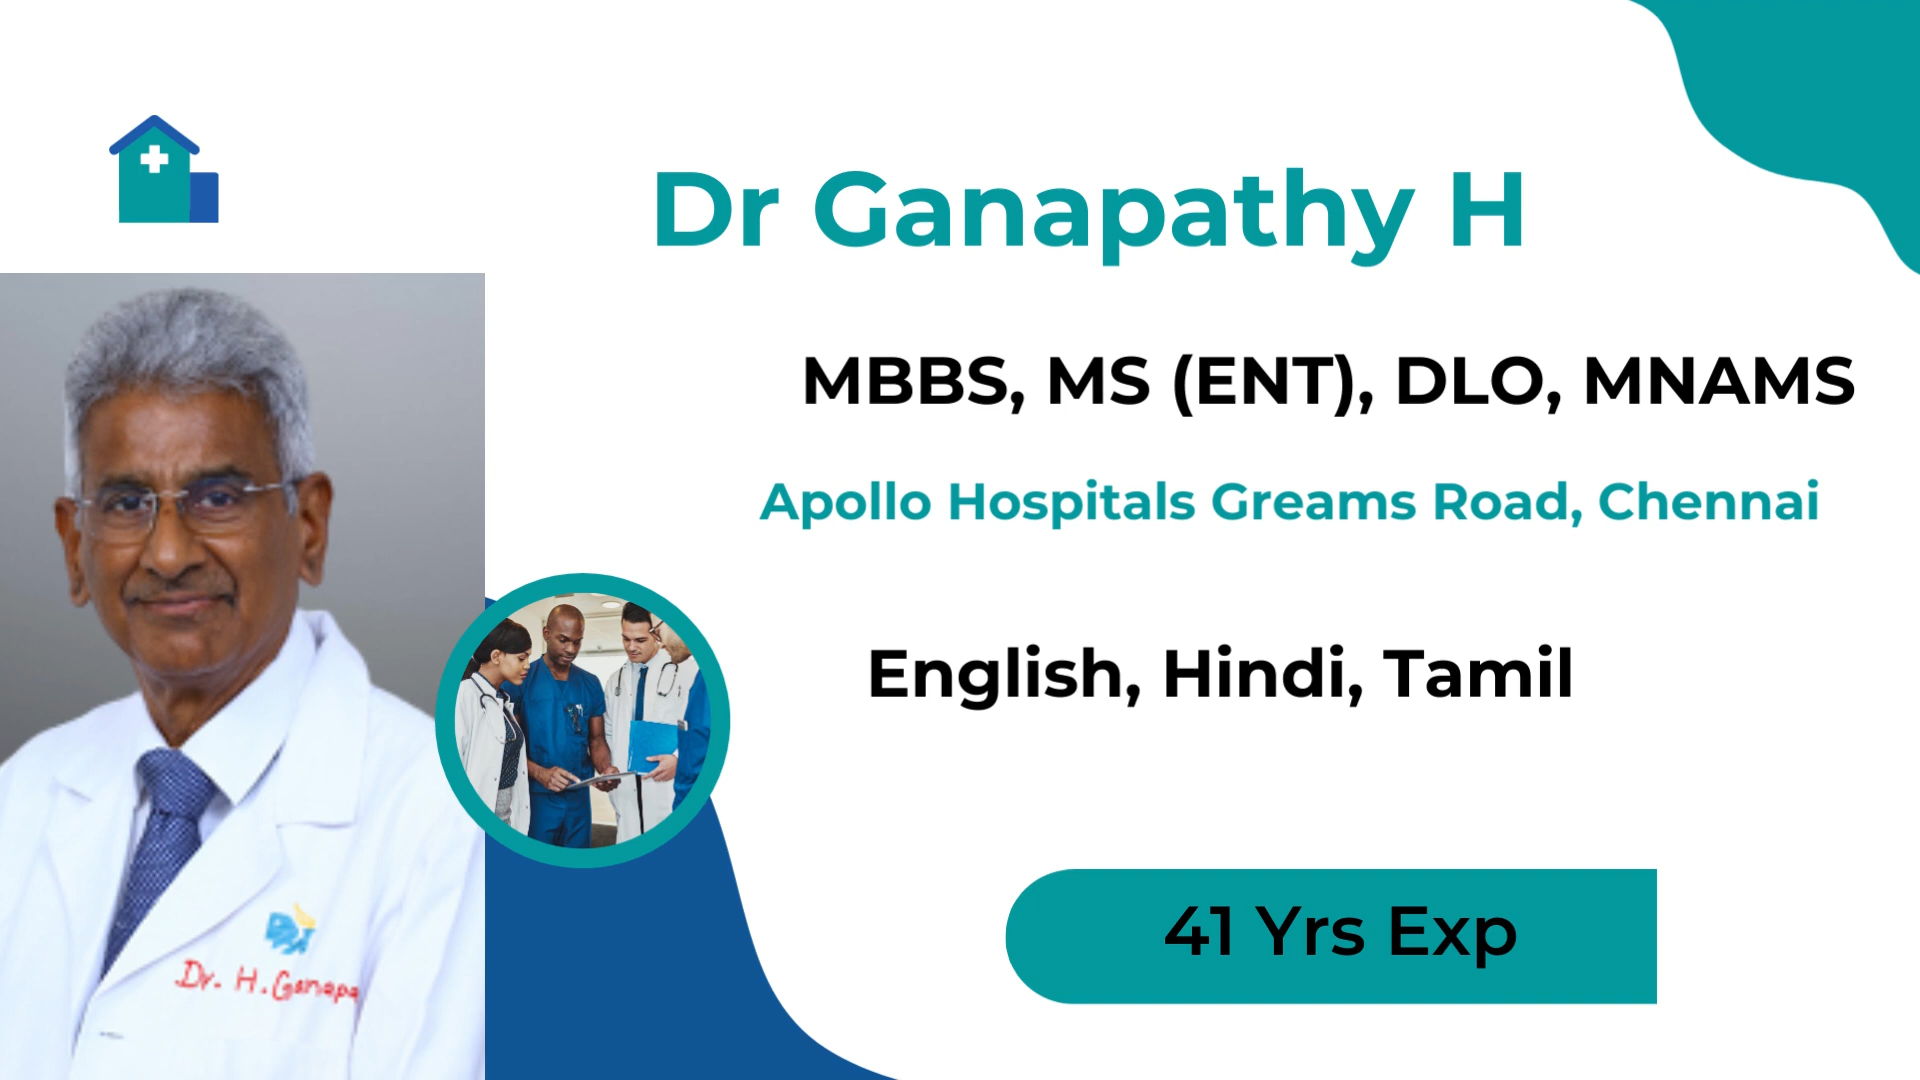 Dr Ganapathy H
MBBS, MS (ENT), DLO, MNAMS
Apollo Hospitals Greams Road, Chennai
English, Hindi, Tamil
41 Yrs Exp
Dr. H. Ganapa